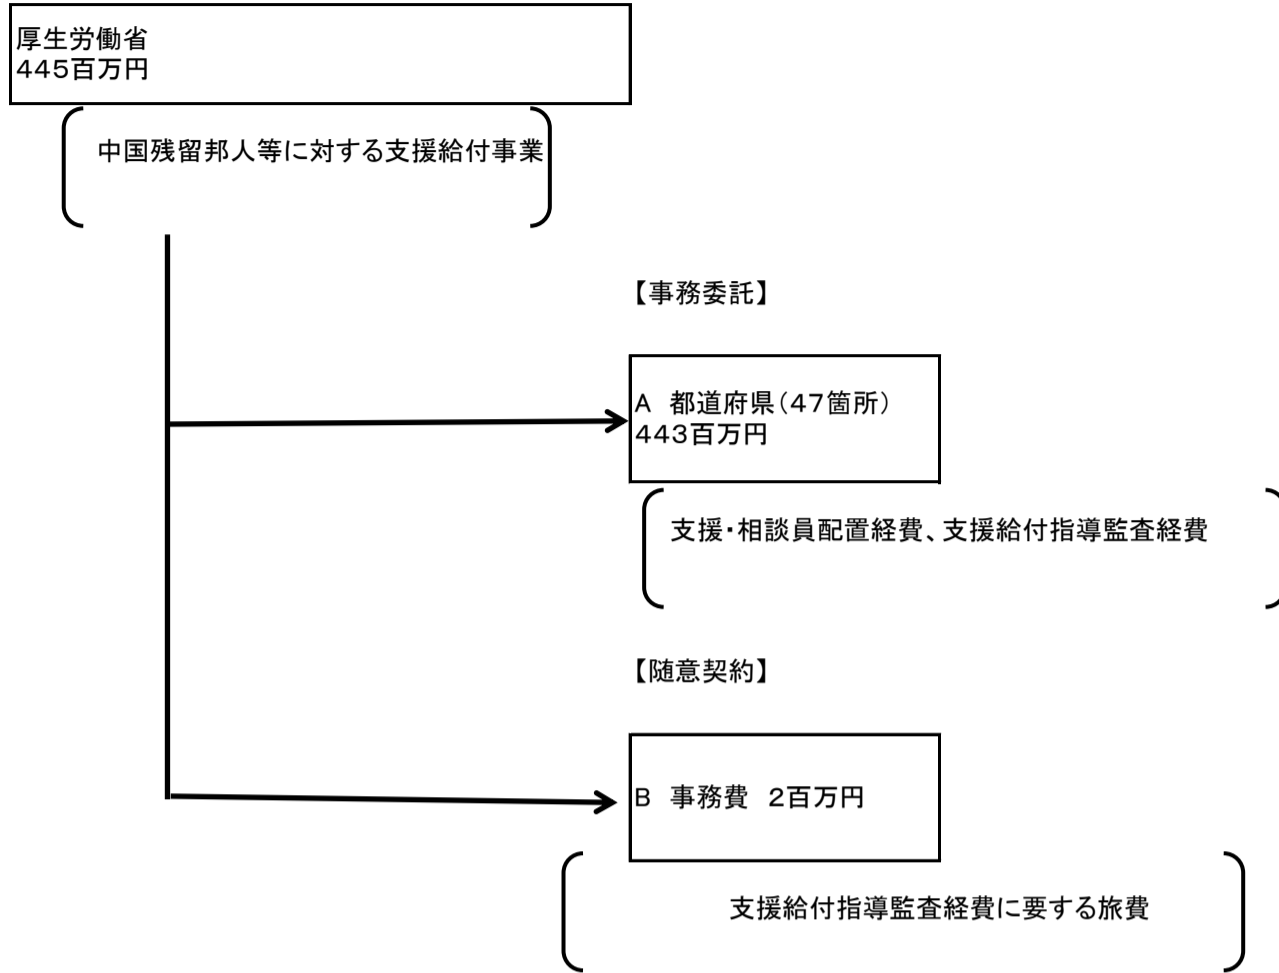 厚生労働省
445百万円
中国残留邦人等に対する支援給付事業
【事務委託】
A　都道府県（47箇所）
443百万円
支援・相談員配置経費、支援給付指導監査経費
【随意契約】
B　事務費　2百万円
支援給付指導監査経費に要する旅費